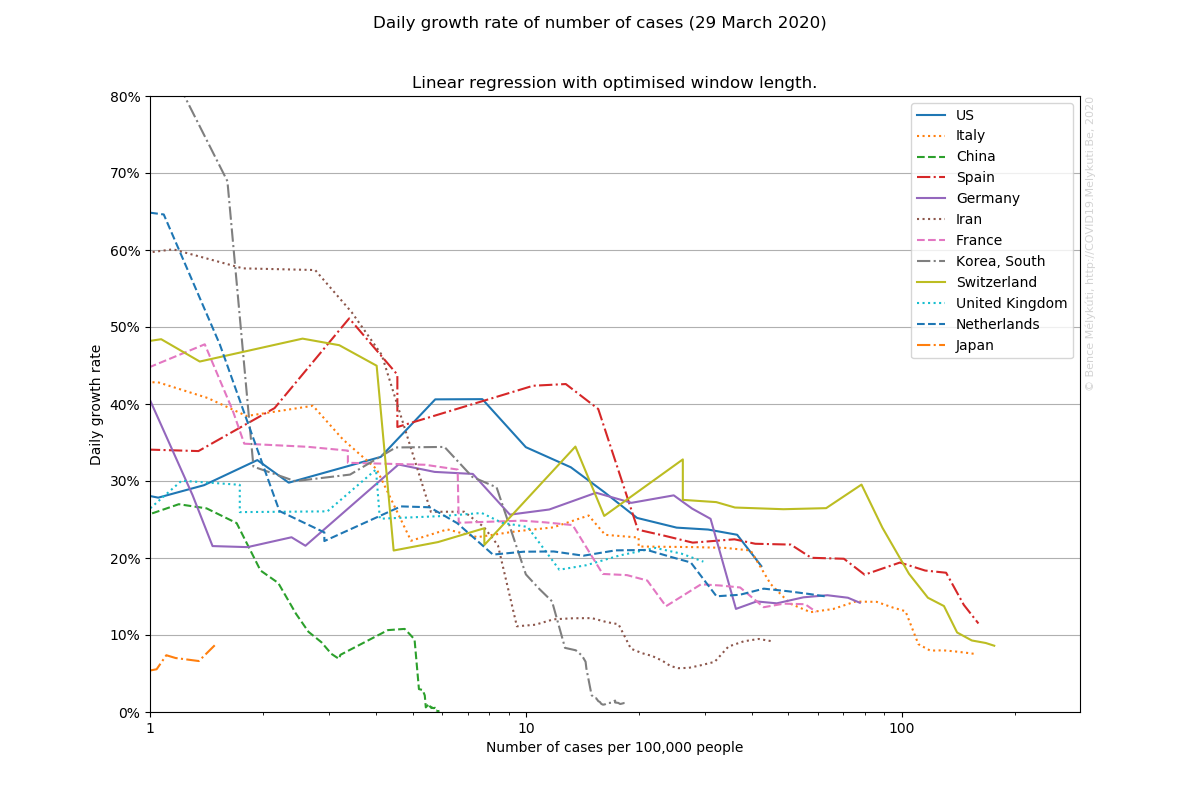 Daily growth rate of number of cases (29 March 2020)
Linear regression with optimised window length.
80%
70%
60%
50%
40%
30%
20%
10%
0%
Daily growth rate
1
10
100
Number of cases per 100,000 people
US
Italy
China
Spain
Germany
Iran
France
Korea, South
Switzerland
United Kingdom
Netherlands
Japan
© Bence Mélykúti, http://COVID19.Melykuti.Be, 2020